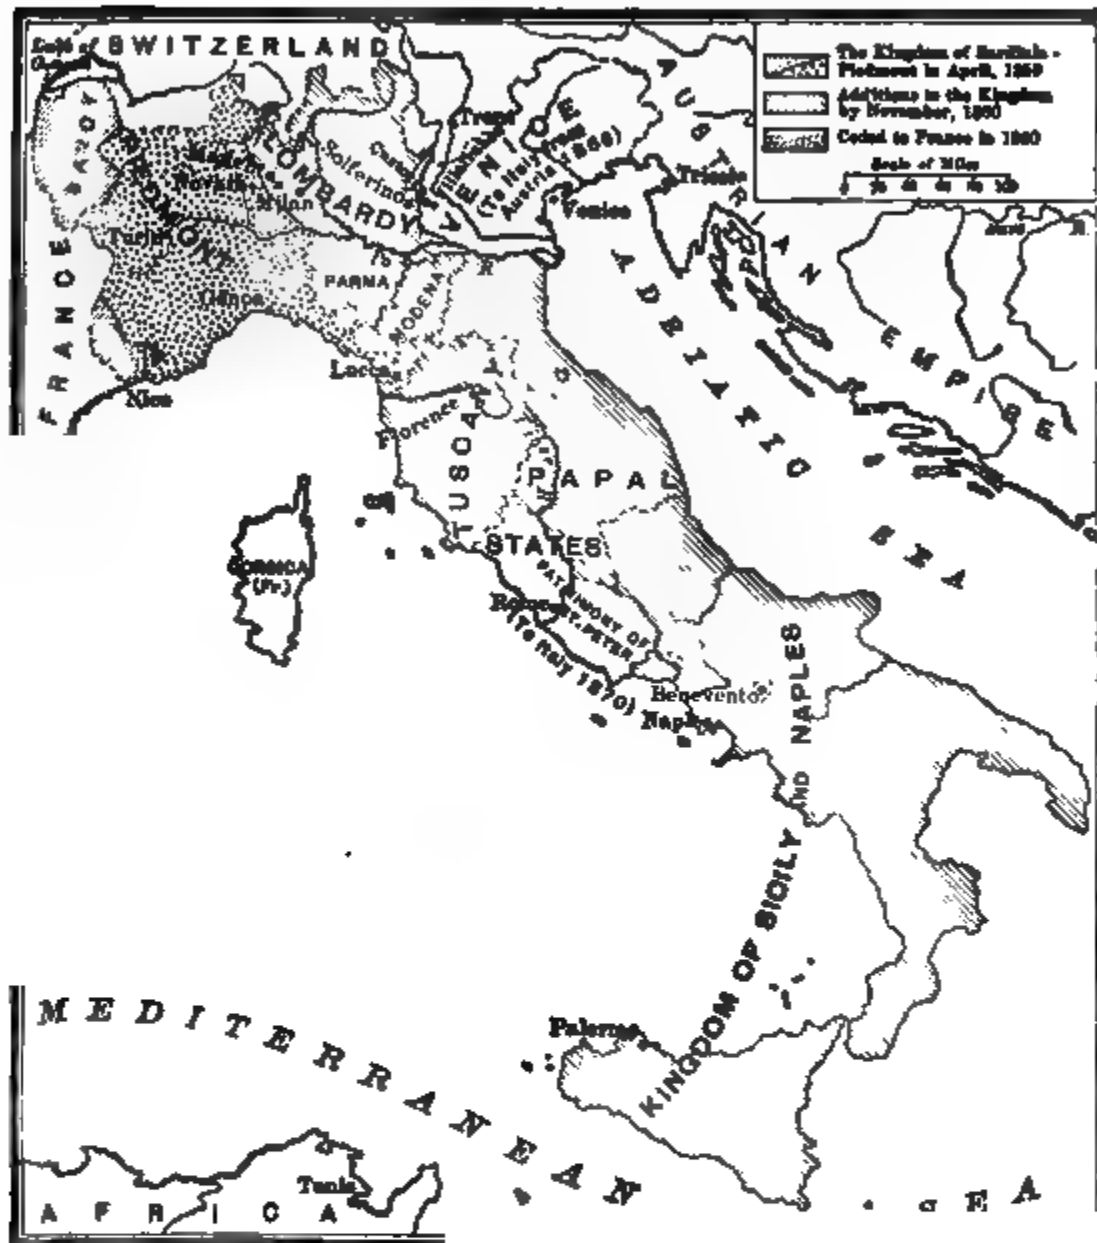 SWITZERLAND
The Kingdom of Sardinia -
Piedmont in April, 1859
Additions to the Kingdom
by November, 1860
Ceded to France in 1860
Scale of Miles
AUSTRIAN EMPIRE
SAVOY
PIEDMONT
LOMBARDY
Solferino
VENICE
(To Italy from
Austria 1866)
Venice
Trieste
Novara
Milan
Turin
Genoa
PARMA
MODENA
R
FRANCE
Nice
Lucca
Florence
ADRIATIC SEA
PAPAL
STATES
CORSICA
(Fr.)
Rome
PATRIMONY OF
ST. PETER
(To Italy 1870)
Benevento
Naples
KINGDOM OF SICILY AND NAPLES
Palermo
MEDITERRANEAN SEA
Tunis
AFRICA